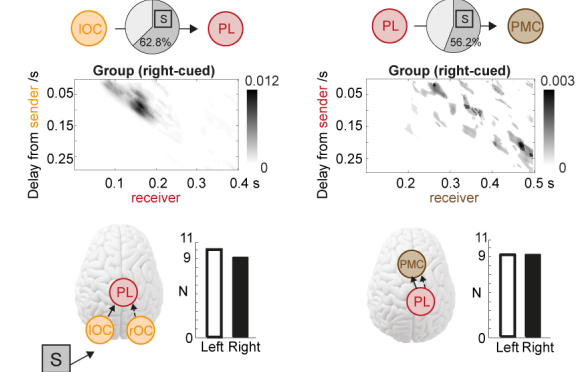 lOC S 62.8% PL
PL S 56.2% PMC
Group (right-cued)
0.012
0
Delay from sender /s
0.05
0.15
0.25
0.1 0.2 0.3 0.4 s
receiver
Group (right-cued)
0.003
0
Delay from sender /s
0.05
0.15
0.25
0.2 0.3 0.4 0.5 s
receiver
PL
lOC rOC
S
11
9
N
0
Left Right
PMC
PL
11
9
N
0
Left Right